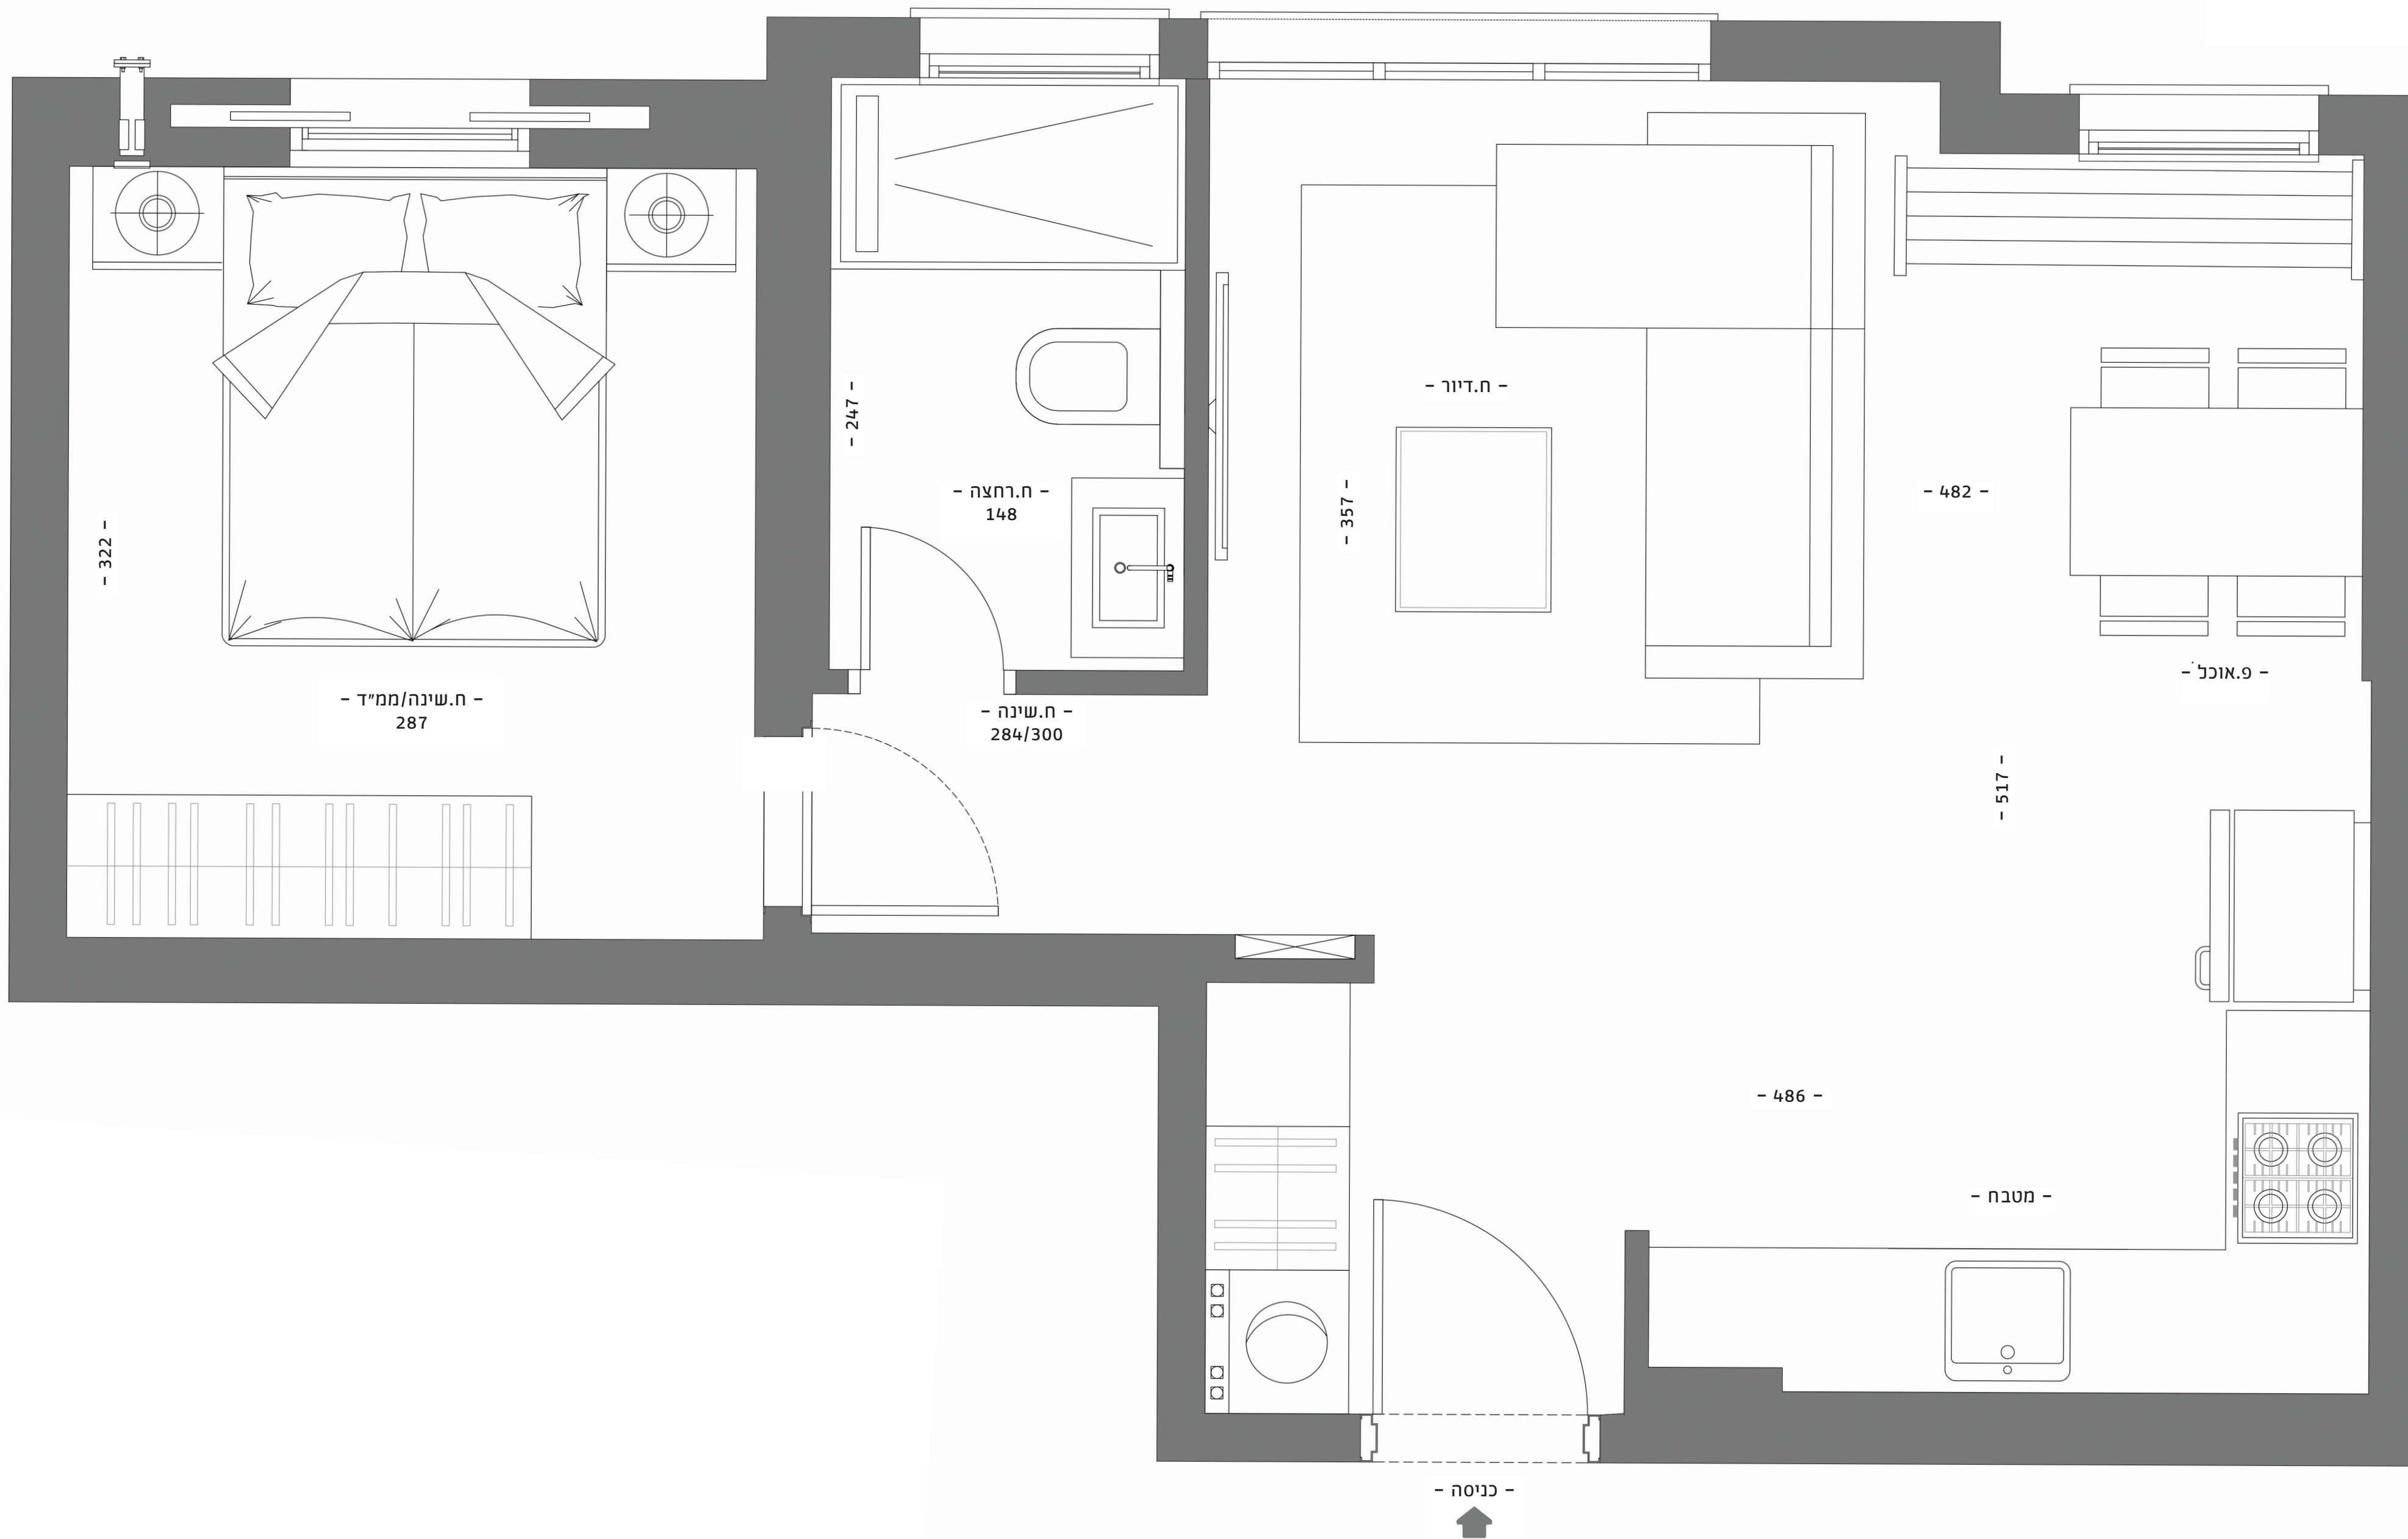 - ח.דיור -
- 247 -
- ח.רחצה -
148
- 357 -
- 482 -
- 322 -
- פ.אוכל -
- ח.שינה/ממ״ד -
287
- ח.שינה -
284/300
- 517 -
- 486 -
- מטבח -
- כניסה -